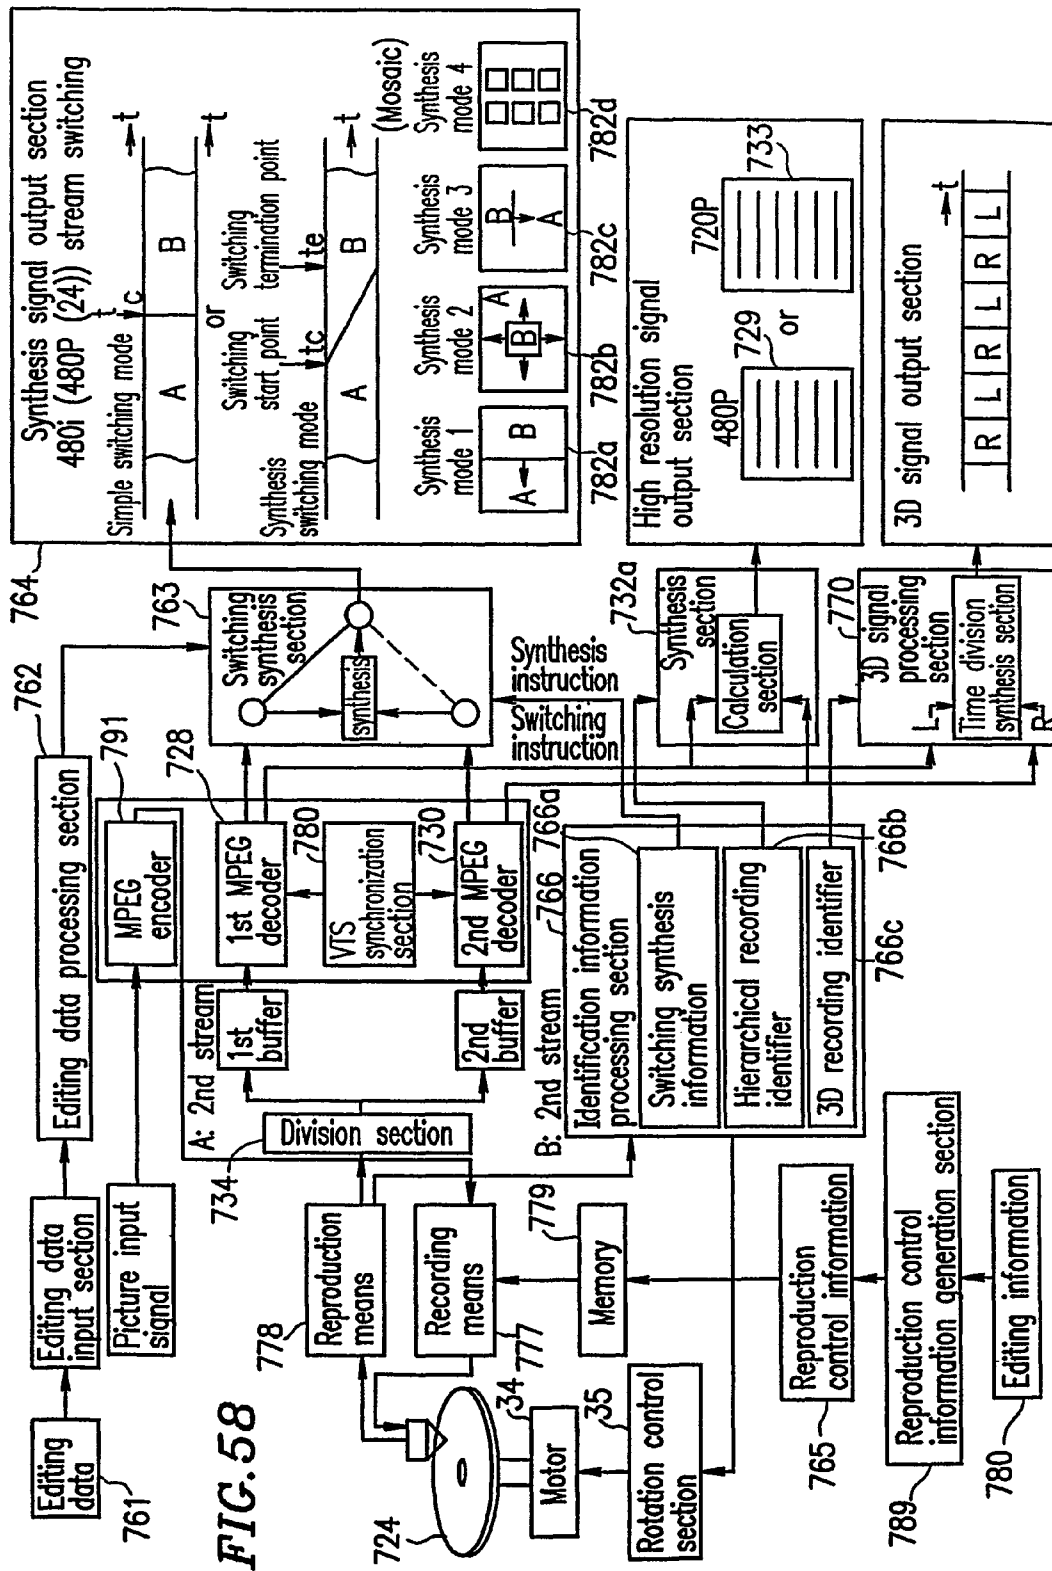 FIG. 58
Editing
data
761
Editing data
input section
Editing data processing section
762
Picture input
signal
MPEG
encoder
791
A: 2nd stream
1st
buffer
1st MPEG
decoder
728
VTS
synchronization
section
780
2nd
buffer
2nd MPEG
decoder
730
Division section
734
Reproduction
means
778
Recording
means
777
Memory
779
724
Motor
34
Rotation control
section
35
Reproduction
control information
765
Reproduction control
information generation section
789
Editing information
780
B: 2nd stream
Identification information
processing section
766
Switching synthesis
information
766a
Hierarchical recording
identifier
766b
3D recording identifier
766c
Switching
synthesis
section
763
synthesis
Synthesis
instruction
Switching
instruction
Synthesis
section
732a
Calculation
section
3D signal
processing
section
770
L
Time division
synthesis section
R
764
Synthesis signal output section
480i (480P (24)) stream switching
Simple switching mode
t c
t
A
B
t
or
Switching
start point
Switching
termination point
Synthesis
switching mode
tc
te
A
B
t
(Mosaic)
Synthesis
mode 1
Synthesis
mode 2
Synthesis
mode 3
Synthesis
mode 4
A
B
A
B
B
A
782a
782b
782c
782d
High resolution signal
output section
480P
729
or
720P
733
3D signal output section
t
R L R L R L